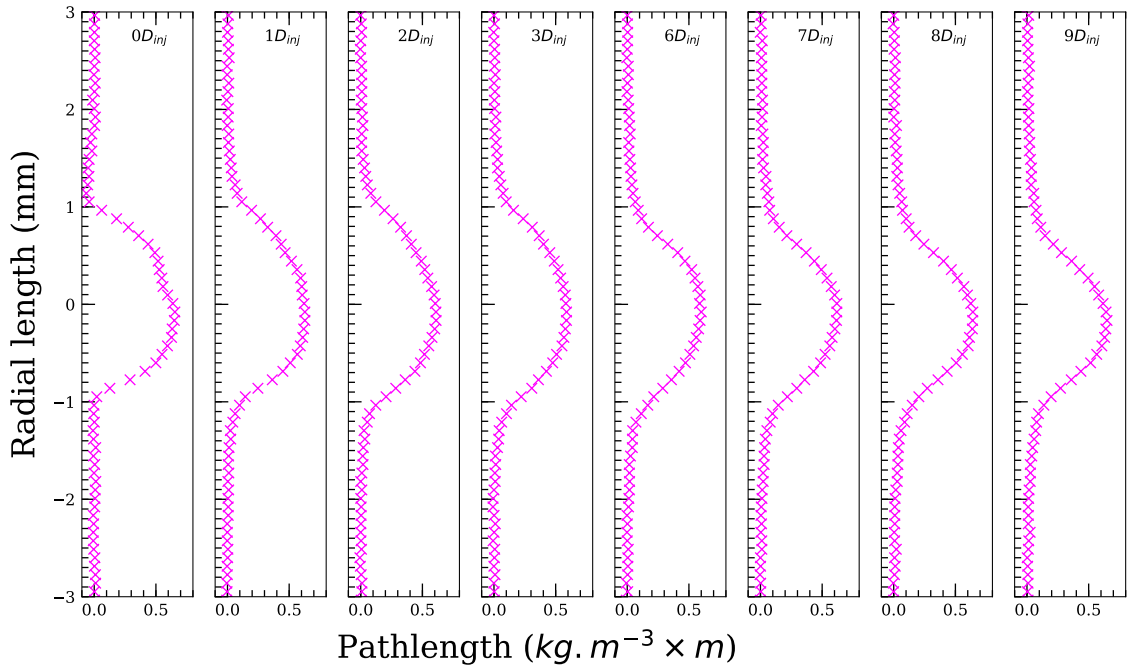 0D_inj 1D_inj 2D_inj 3D_inj 6D_inj 7D_inj 8D_inj 9D_inj
3
2
1
0
−1
−2
−3
Radial length (mm)
0.0 0.5 0.0 0.5 0.0 0.5 0.0 0.5 0.0 0.5 0.0 0.5 0.0 0.5 0.0 0.5
Pathlength (kg.m⁻³ × m)